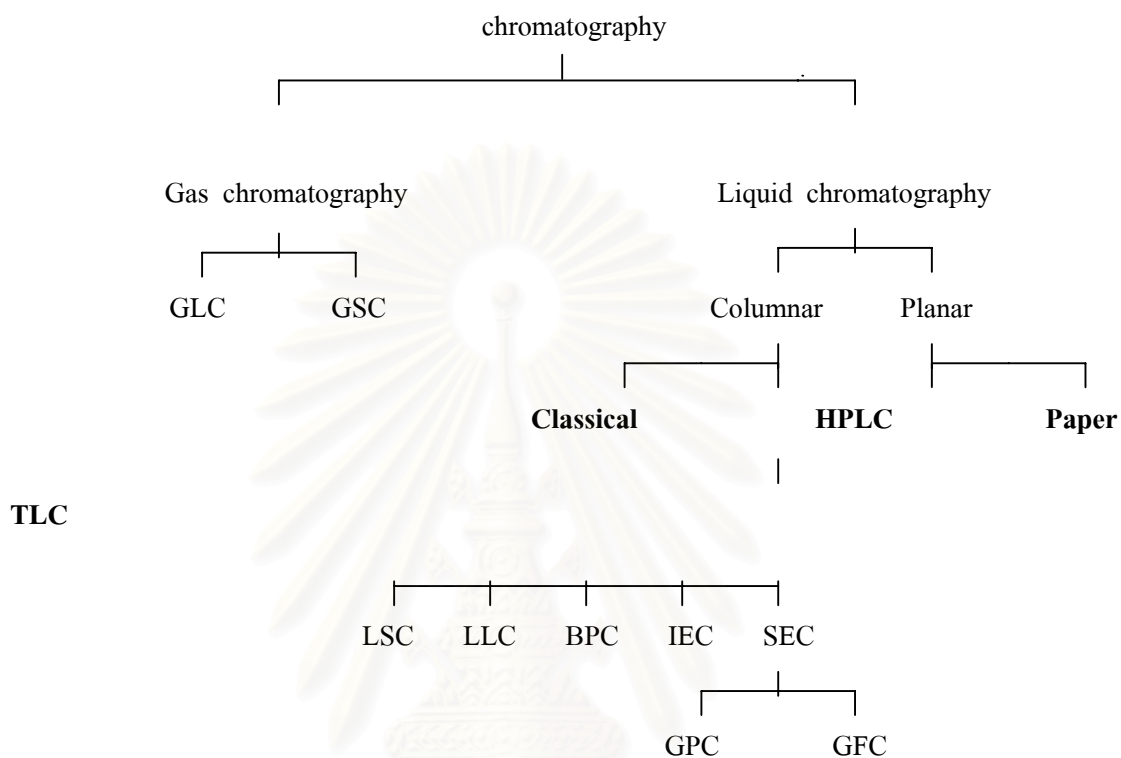 chromatography
Gas chromatography Liquid chromatography
GLC GSC Columnar Planar
Classical HPLC Paper
TLC
LSC LLC BPC IEC SEC
GPC GFC